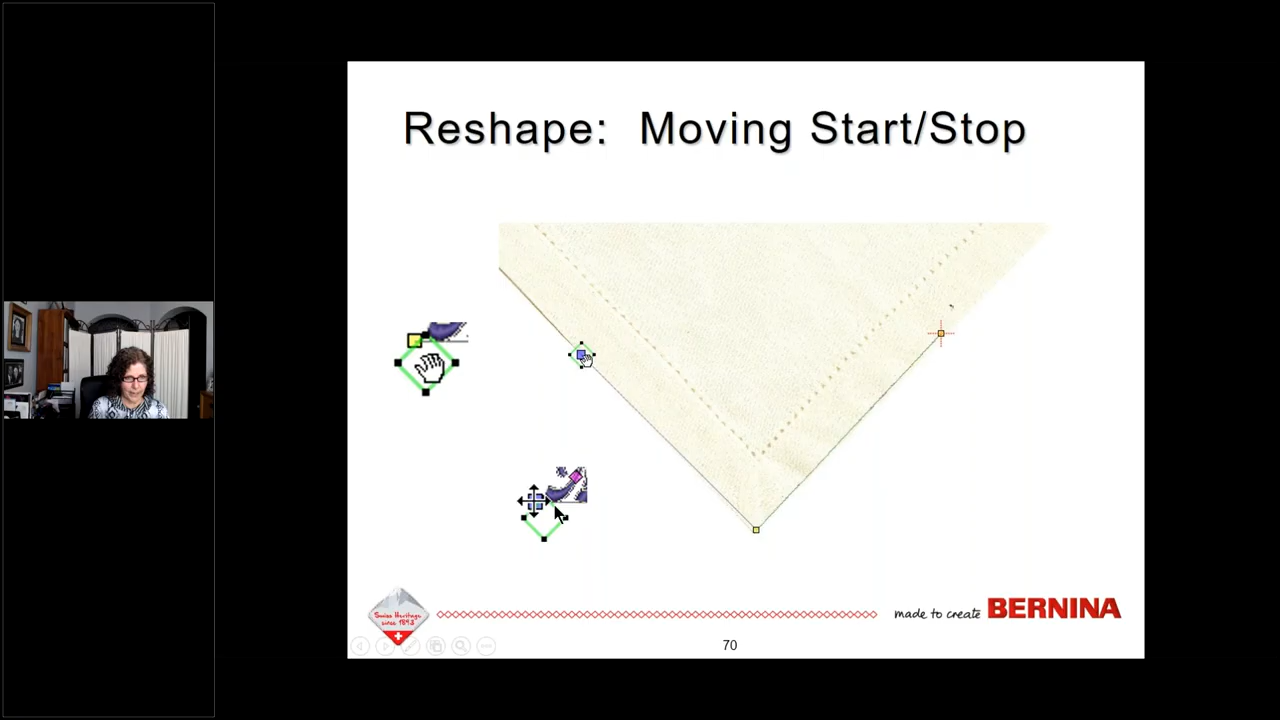 Reshape: Moving Start/Stop
Swiss Heritage
since 1893
made to create BERNINA
70